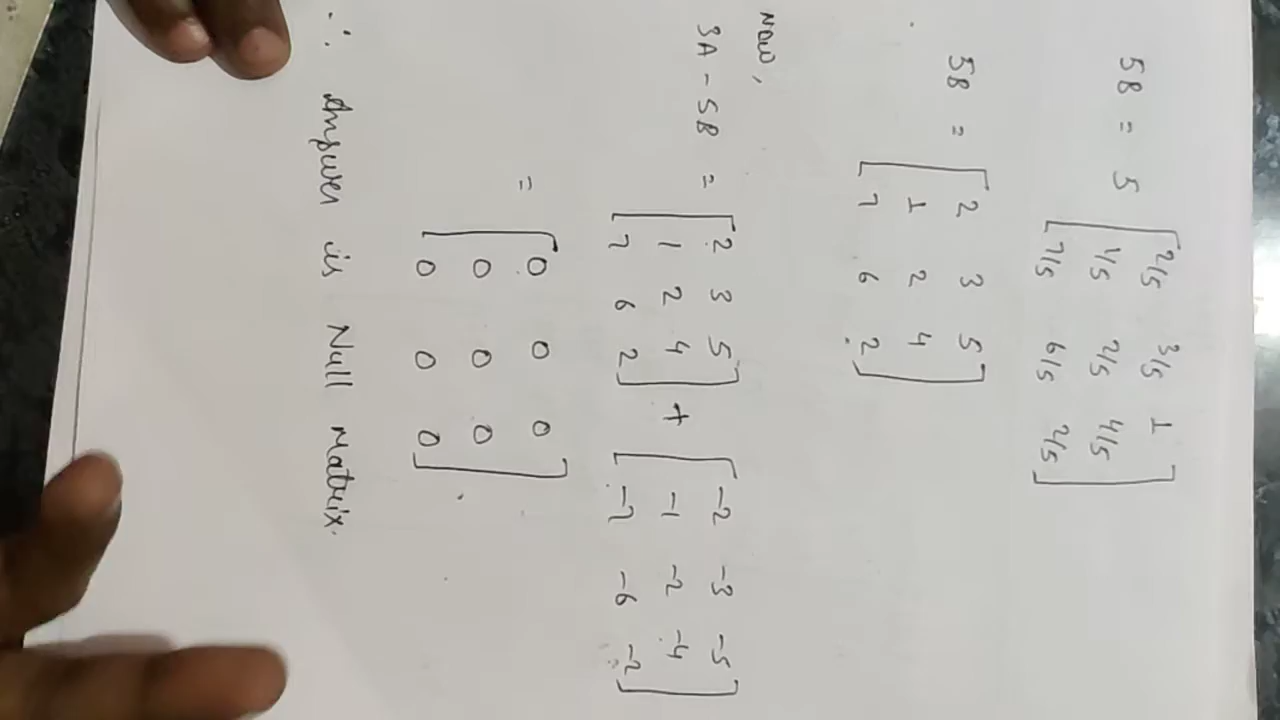 5B = 5 [ 2/5 3/5 1
1/5 2/5 4/5
7/5 6/5 2/5 ]
5B = [ 2 3 5
1 2 4
7 6 2 ]
Now,
3A - 5B = [ 2 3 5
1 2 4
7 6 2 ] + [ -2 -3 -5
-1 -2 -4
-7 -6 -2 ]
= [ 0 0 0
0 0 0
0 0 0 ].
∴ Answer is Null Matrix.